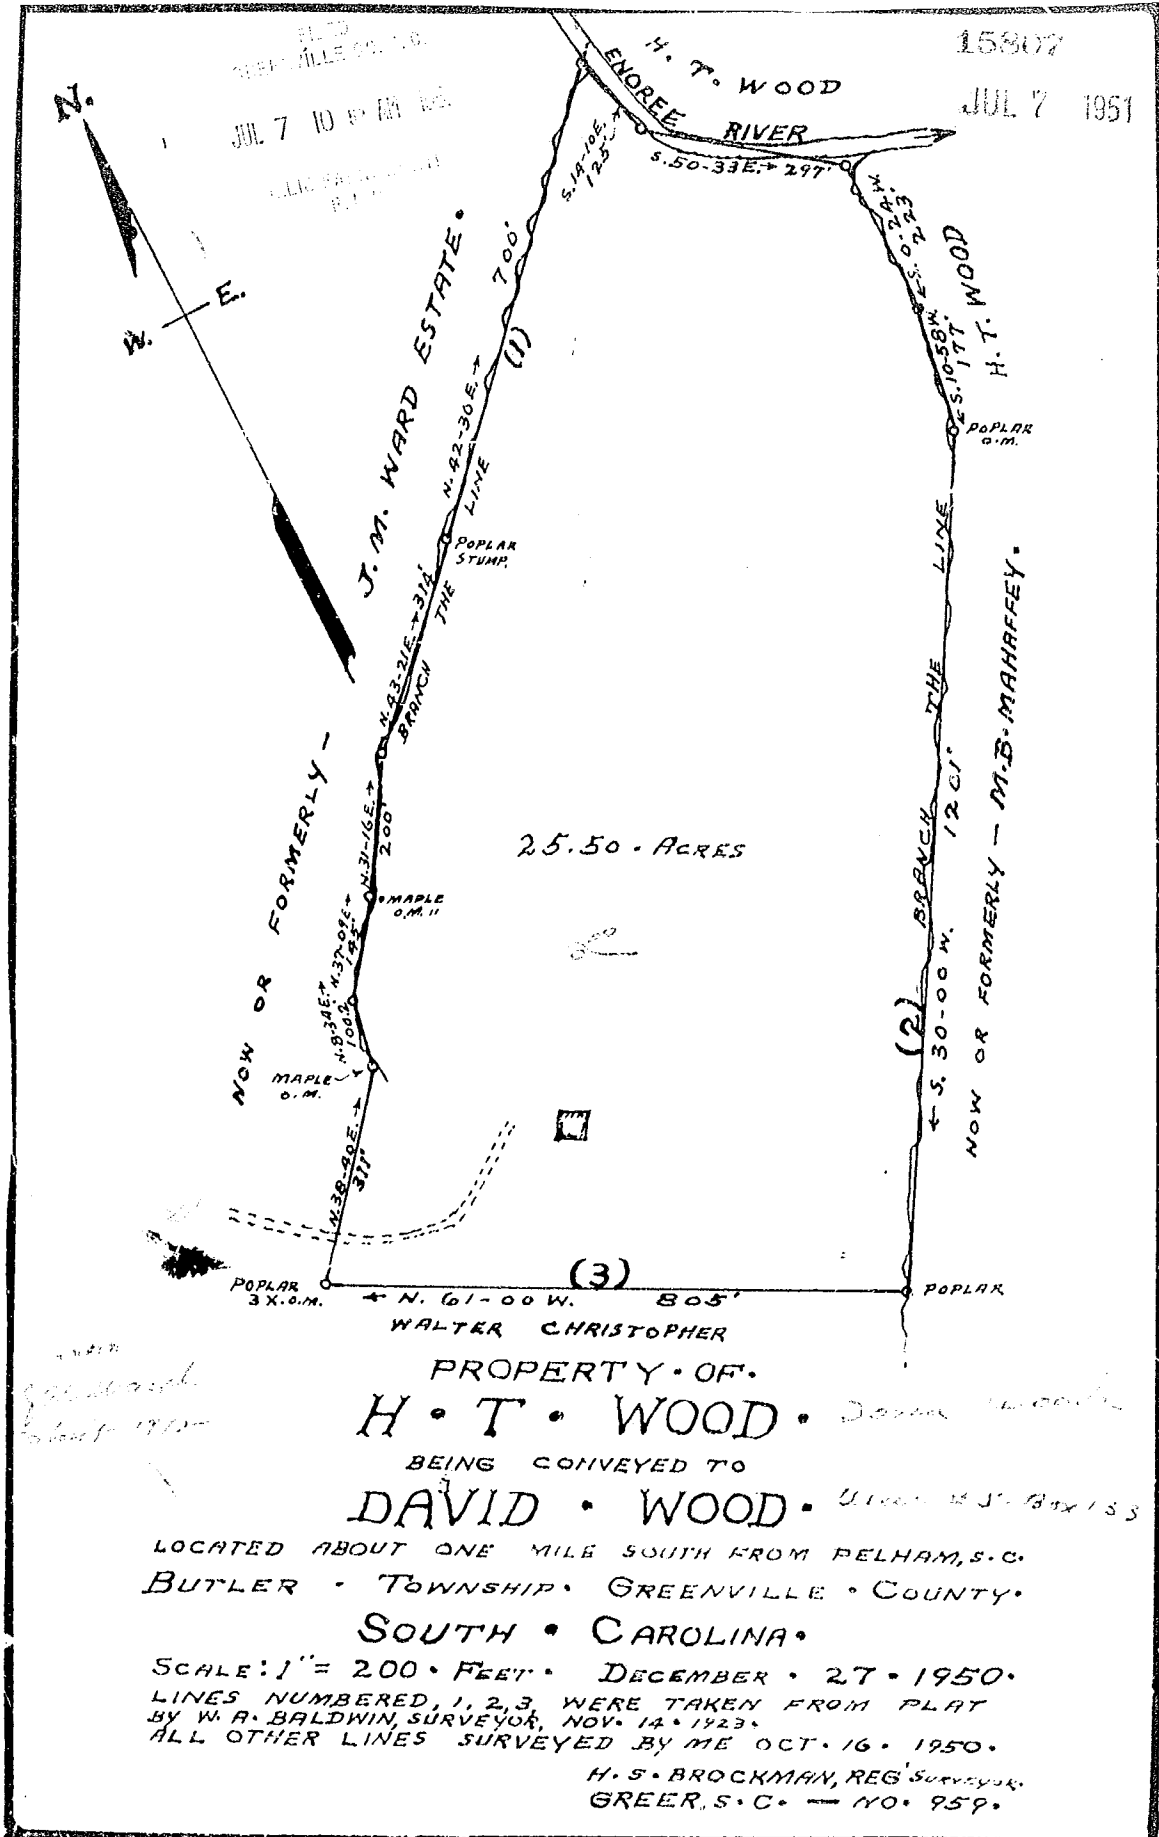 15807
JUL 7 1951
JUL 7 10 AM
N.
W.
E.
H. T. WOOD
ENOREE
RIVER
S. 14-10E.
125'
S. 50-33E. → 297'
← S. 0-24W.
223'
← S. 10-58W.
177'
H. T. WOOD
POPLAR
O.M.
J. M. WARD ESTATE.
NOW OR FORMERLY -
700'
(1)
N. 42-30E. →
POPLAR
STUMP.
N. 43-21E. → 314'
BRANCH THE LINE
N. 31-16E. →
200'
MAPLE
O.M. 11
N. 37-09E →
145'
N. 8-34E. →
100.2
MAPLE
O.M.
N. 38-40E. →
311'
25.50 . ACRES
BRANCH THE LINE
1201'
(2)
← S. 30-00 W.
NOW OR FORMERLY - M.B. MAHAFFEY.
POPLAR
3 X. O.M.
(3)
← N. 61-00 W. 805'
POPLAR
WALTER CHRISTOPHER
PROPERTY . OF .
H . T . WOOD .
BEING CONVEYED TO
DAVID . WOOD .
LOCATED ABOUT ONE MILE SOUTH FROM PELHAM, S.C.
BUTLER . TOWNSHIP . GREENVILLE . COUNTY .
SOUTH . CAROLINA .
SCALE: 1" = 200 . FEET . DECEMBER . 27 . 1950 .
LINES NUMBERED, 1, 2, 3, WERE TAKEN FROM PLAT
BY W. A. BALDWIN, SURVEYOR, NOV. 14 . 1923 .
ALL OTHER LINES SURVEYED BY ME OCT. 16 . 1950 .
H. S. BROCKMAN, REG SURVEYOR.
GREER, S.C. — NO. 959 .